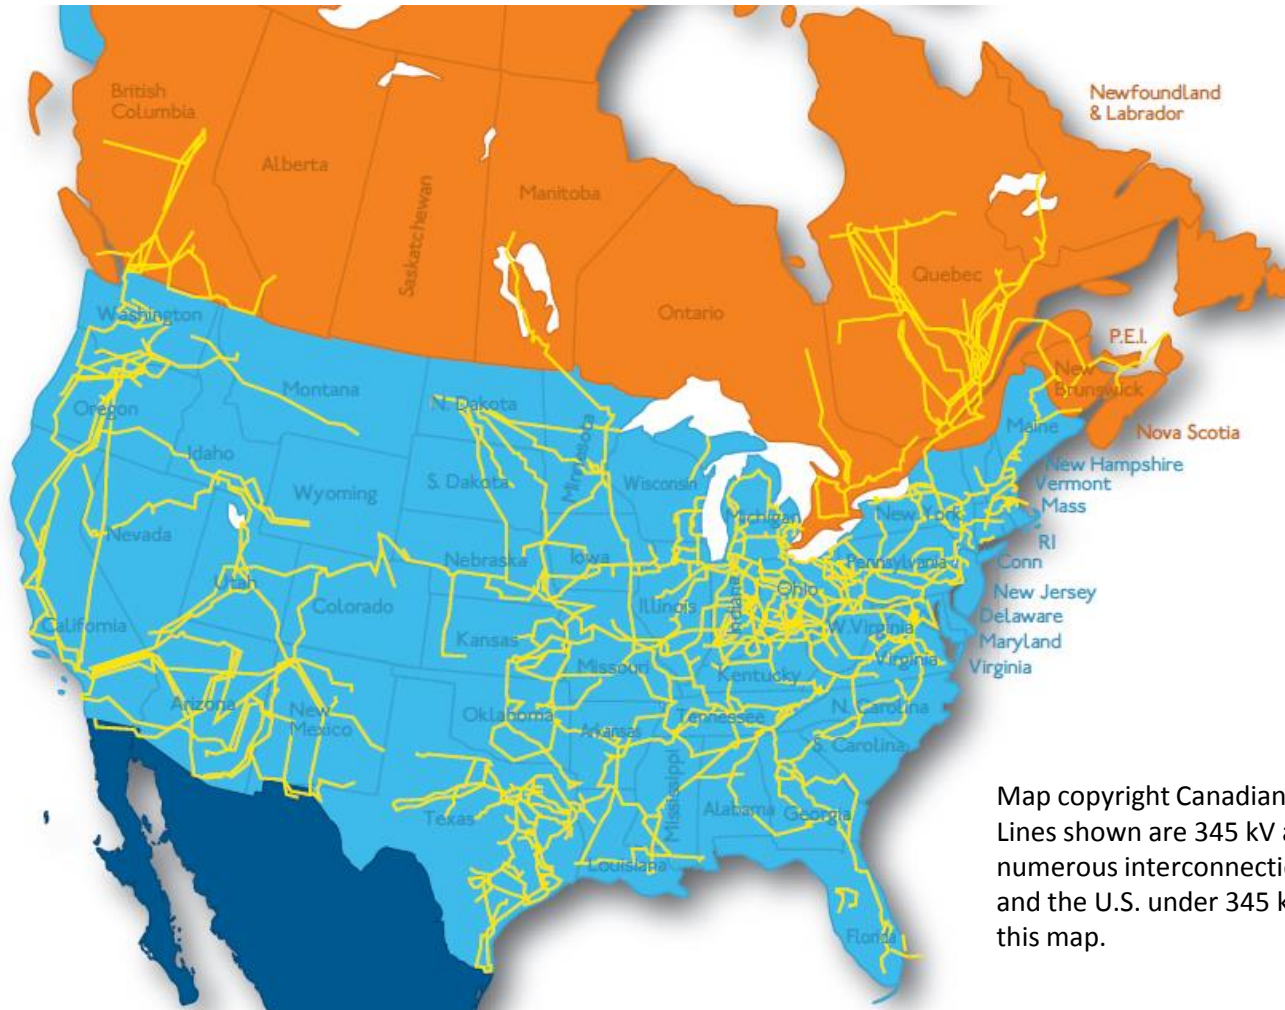 British
Columbia
Alberta
Saskatchewan
Manitoba
Ontario
Quebec
Newfoundland
& Labrador
P.E.I.
New
Brunswick
Nova Scotia
Washington
Oregon
Idaho
Montana
Wyoming
N. Dakota
S. Dakota
Minnesota
Wisconsin
Michigan
New York
Maine
New Hampshire
Vermont
Mass
RI
Conn
New Jersey
Delaware
Maryland
Virginia
Nevada
Utah
Colorado
Nebraska
Iowa
Illinois
Indiana
Ohio
Pennsylvania
W.Virginia
Virginia
California
Kansas
Missouri
Kentucky
Arizona
New
Mexico
Oklahoma
Arkansas
Tennessee
N. Carolina
S. Carolina
Texas
Louisiana
Mississippi
Alabama
Georgia
Florida
Map copyright Canadian
Lines shown are 345 kV
numerous
and the U.S. under 345
this map.